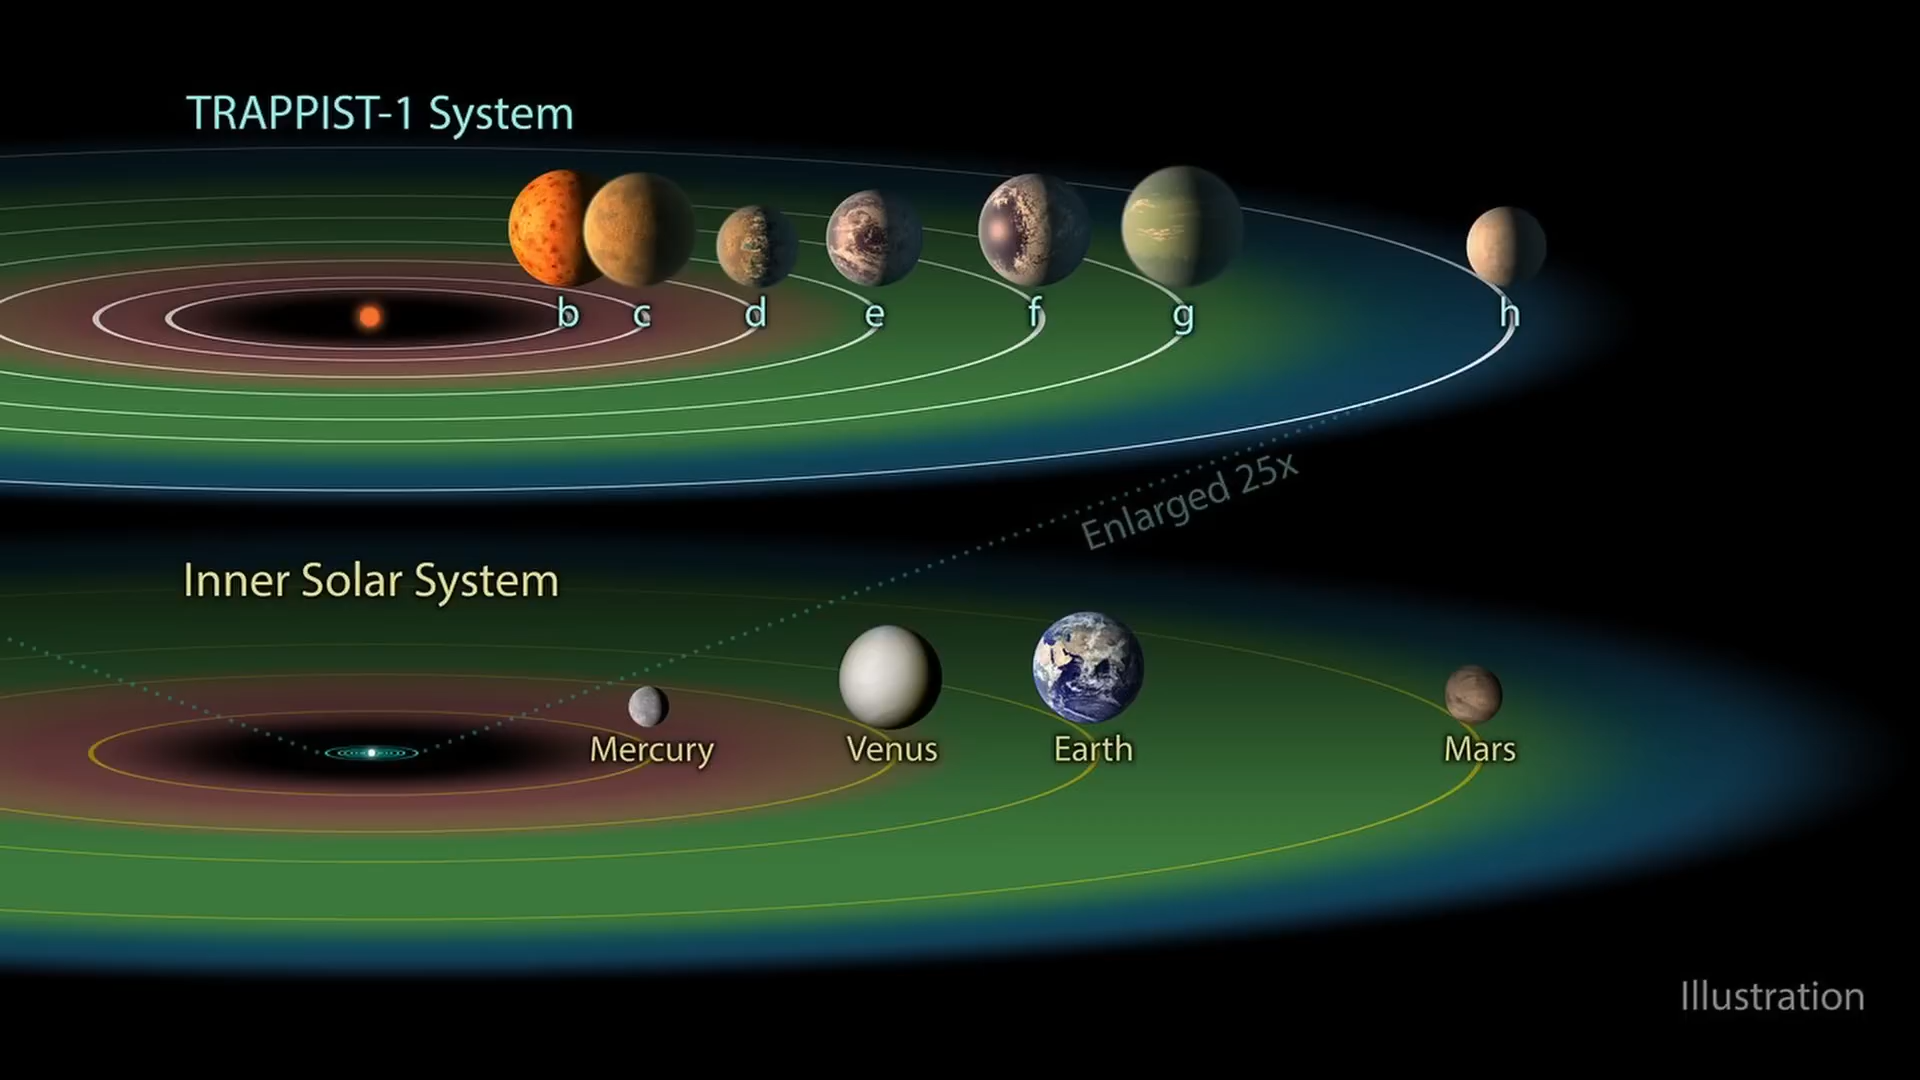 TRAPPIST-1 System
b c d e f g h
Enlarged 25x
Inner Solar System
Mercury Venus Earth Mars
Illustration